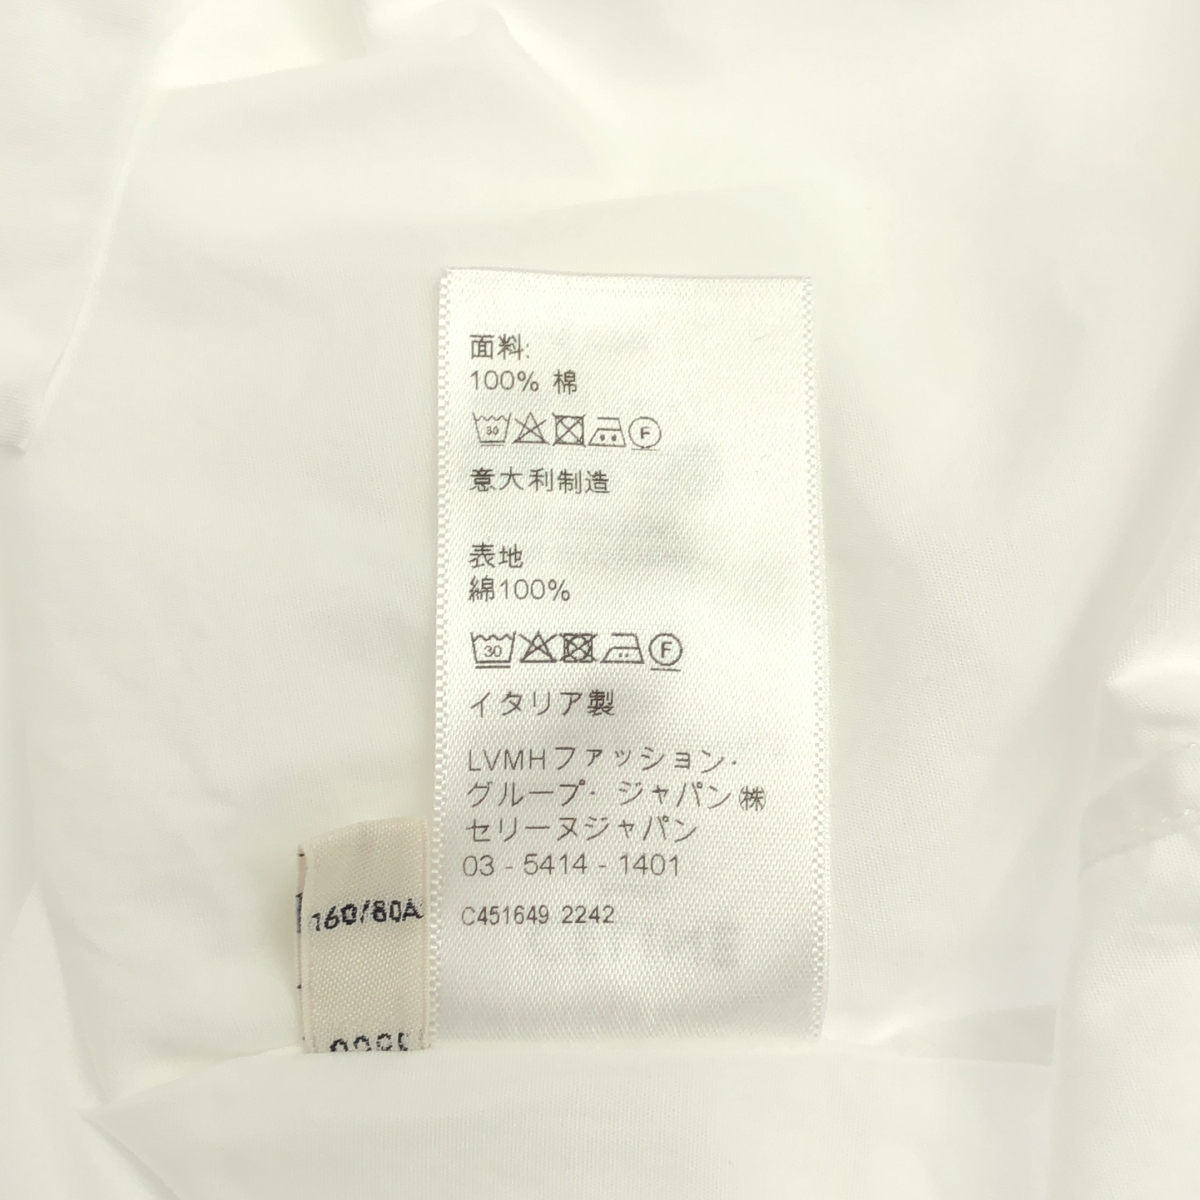 面料:
100% 棉
30
F
意大利制造
表地
綿100%
30
F
イタリア製
LVMHファッション・
グループ・ジャパン㈱
セリーヌジャパン
03 - 5414 - 1401
C451649 2242
160/80A